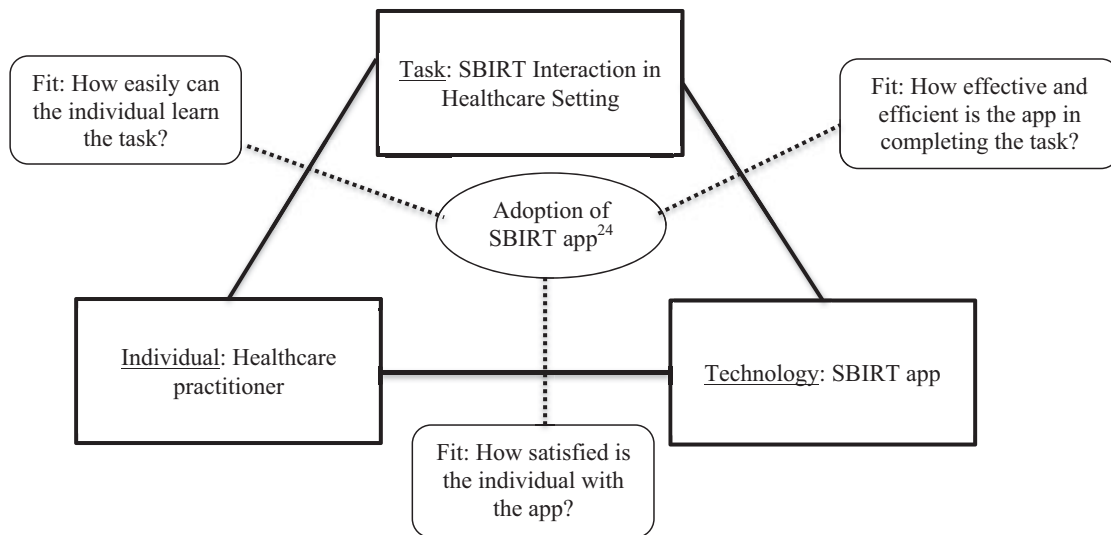 Task: SBIRT Interaction in
Healthcare Setting
Fit: How easily can
the individual learn
the task?
Fit: How effective and
efficient is the app in
completing the task?
Adoption of
SBIRT app24
Individual: Healthcare
practitioner
Technology: SBIRT app
Fit: How satisfied is
the individual with
the app?